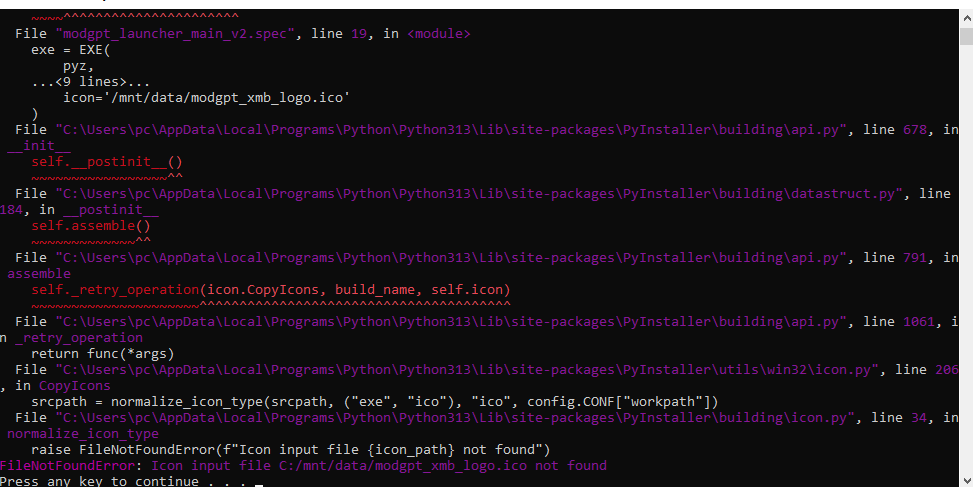 ~~~~^^^^^^^^^^^^^^^^^^^^^^
File "modgpt_launcher_main_v2.spec", line 19, in <module>
exe = EXE(
pyz,
...<9 lines>...
icon='/mnt/data/modgpt_xmb_logo.ico'
)
File "C:\Users\pc\AppData\Local\Programs\Python\Python313\Lib\site-packages\PyInstaller\building\api.py", line 678, in
__init__
self.__postinit__()
~~~~~~~~~~~~~~~~~^^
File "C:\Users\pc\AppData\Local\Programs\Python\Python313\Lib\site-packages\PyInstaller\building\datastruct.py", line
184, in __postinit__
self.assemble()
~~~~~~~~~~~~~^^
File "C:\Users\pc\AppData\Local\Programs\Python\Python313\Lib\site-packages\PyInstaller\building\api.py", line 791, in
assemble
self._retry_operation(icon.CopyIcons, build_name, self.icon)
~~~~~~~~~~~~~~~~~~~~~^^^^^^^^^^^^^^^^^^^^^^^^^^^^^^^^^^^^^^^
File "C:\Users\pc\AppData\Local\Programs\Python\Python313\Lib\site-packages\PyInstaller\building\api.py", line 1061, i
n _retry_operation
return func(*args)
File "C:\Users\pc\AppData\Local\Programs\Python\Python313\Lib\site-packages\PyInstaller\utils\win32\icon.py", line 206
, in CopyIcons
srcpath = normalize_icon_type(srcpath, ("exe", "ico"), "ico", config.CONF["workpath"])
File "C:\Users\pc\AppData\Local\Programs\Python\Python313\Lib\site-packages\PyInstaller\building\icon.py", line 34, in
normalize_icon_type
raise FileNotFoundError(f"Icon input file {icon_path} not found")
FileNotFoundError: Icon input file C:/mnt/data/modgpt_xmb_logo.ico not found
Press any key to continue . . .